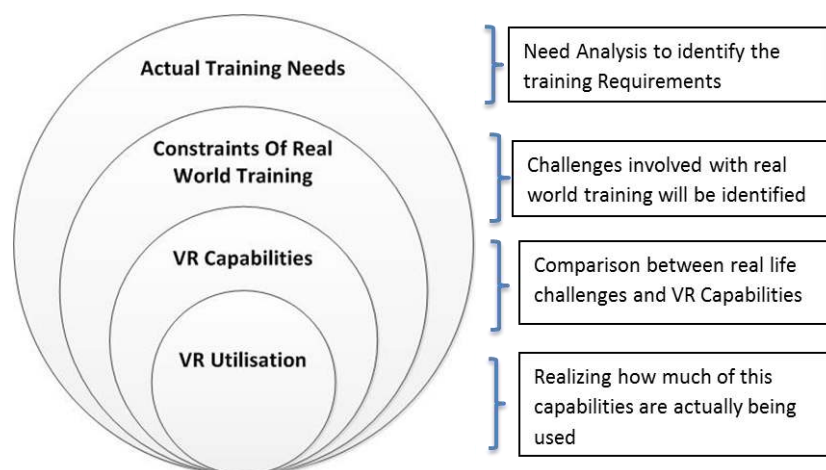 Actual Training Needs
Need Analysis to identify the
training Requirements
Constraints Of Real
World Training
Challenges involved with real
world training will be identified
VR Capabilities
Comparison between real life
challenges and VR Capabilities
VR Utilisation
Realizing how much of this
capabilities are actually being
used